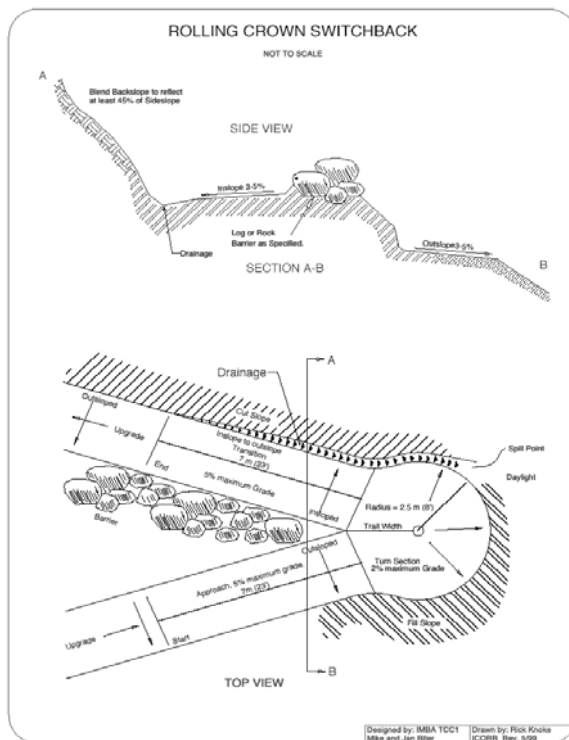 ROLLING CROWN SWITCHBACK
NOT TO SCALE
A
Blend Backslope to reflect
at least 45% of Sideslope
SIDE VIEW
Inslope 3-5%
Log or Rock
Barrier as Specified.
Drainage
Outslope3-5%
SECTION A-B
B
A
Drainage
Cut Slope
Outsloped
Upgrade
Inslope to outslope
Transition
7 m (23')
End
5% maximum Grade
Insloped
Spill Point
Daylight
Radius = 2.5 m (8')
Trail Width
Barrier
Outsloped
Turn Section
2% maximum Grade
Approach, 5% maximum grade
7m (23')
Fill Slope
Upgrade
Start
B
TOP VIEW
Designed by: IMBA TCC1
Mike and Jan Riter
Drawn by: Rick Knoke
ICORR Rev. 5/99